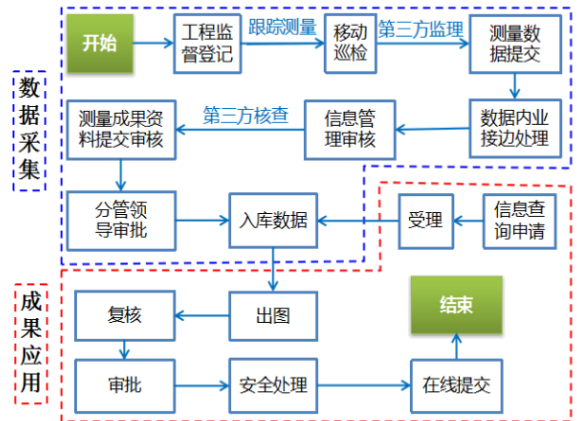 开始
工程监
督登记
跟踪测量
移动
巡检
第三方监理
测量数
据提交
数据采集
测量成果资
料提交审核
第三方核查
信息管
理审核
数据内业
接边处理
分管领
导审批
入库数据
受理
信息查
询申请
成果应用
复核
出图
结束
审批
安全处理
在线提交